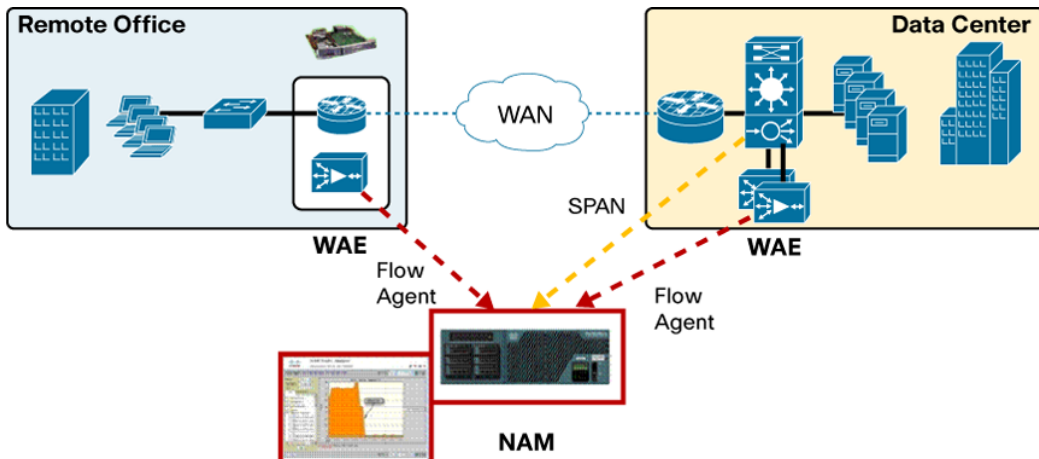 Remote Office
Data Center
WAN
SPAN
WAE
WAE
Flow
Agent
Flow
Agent
NAM